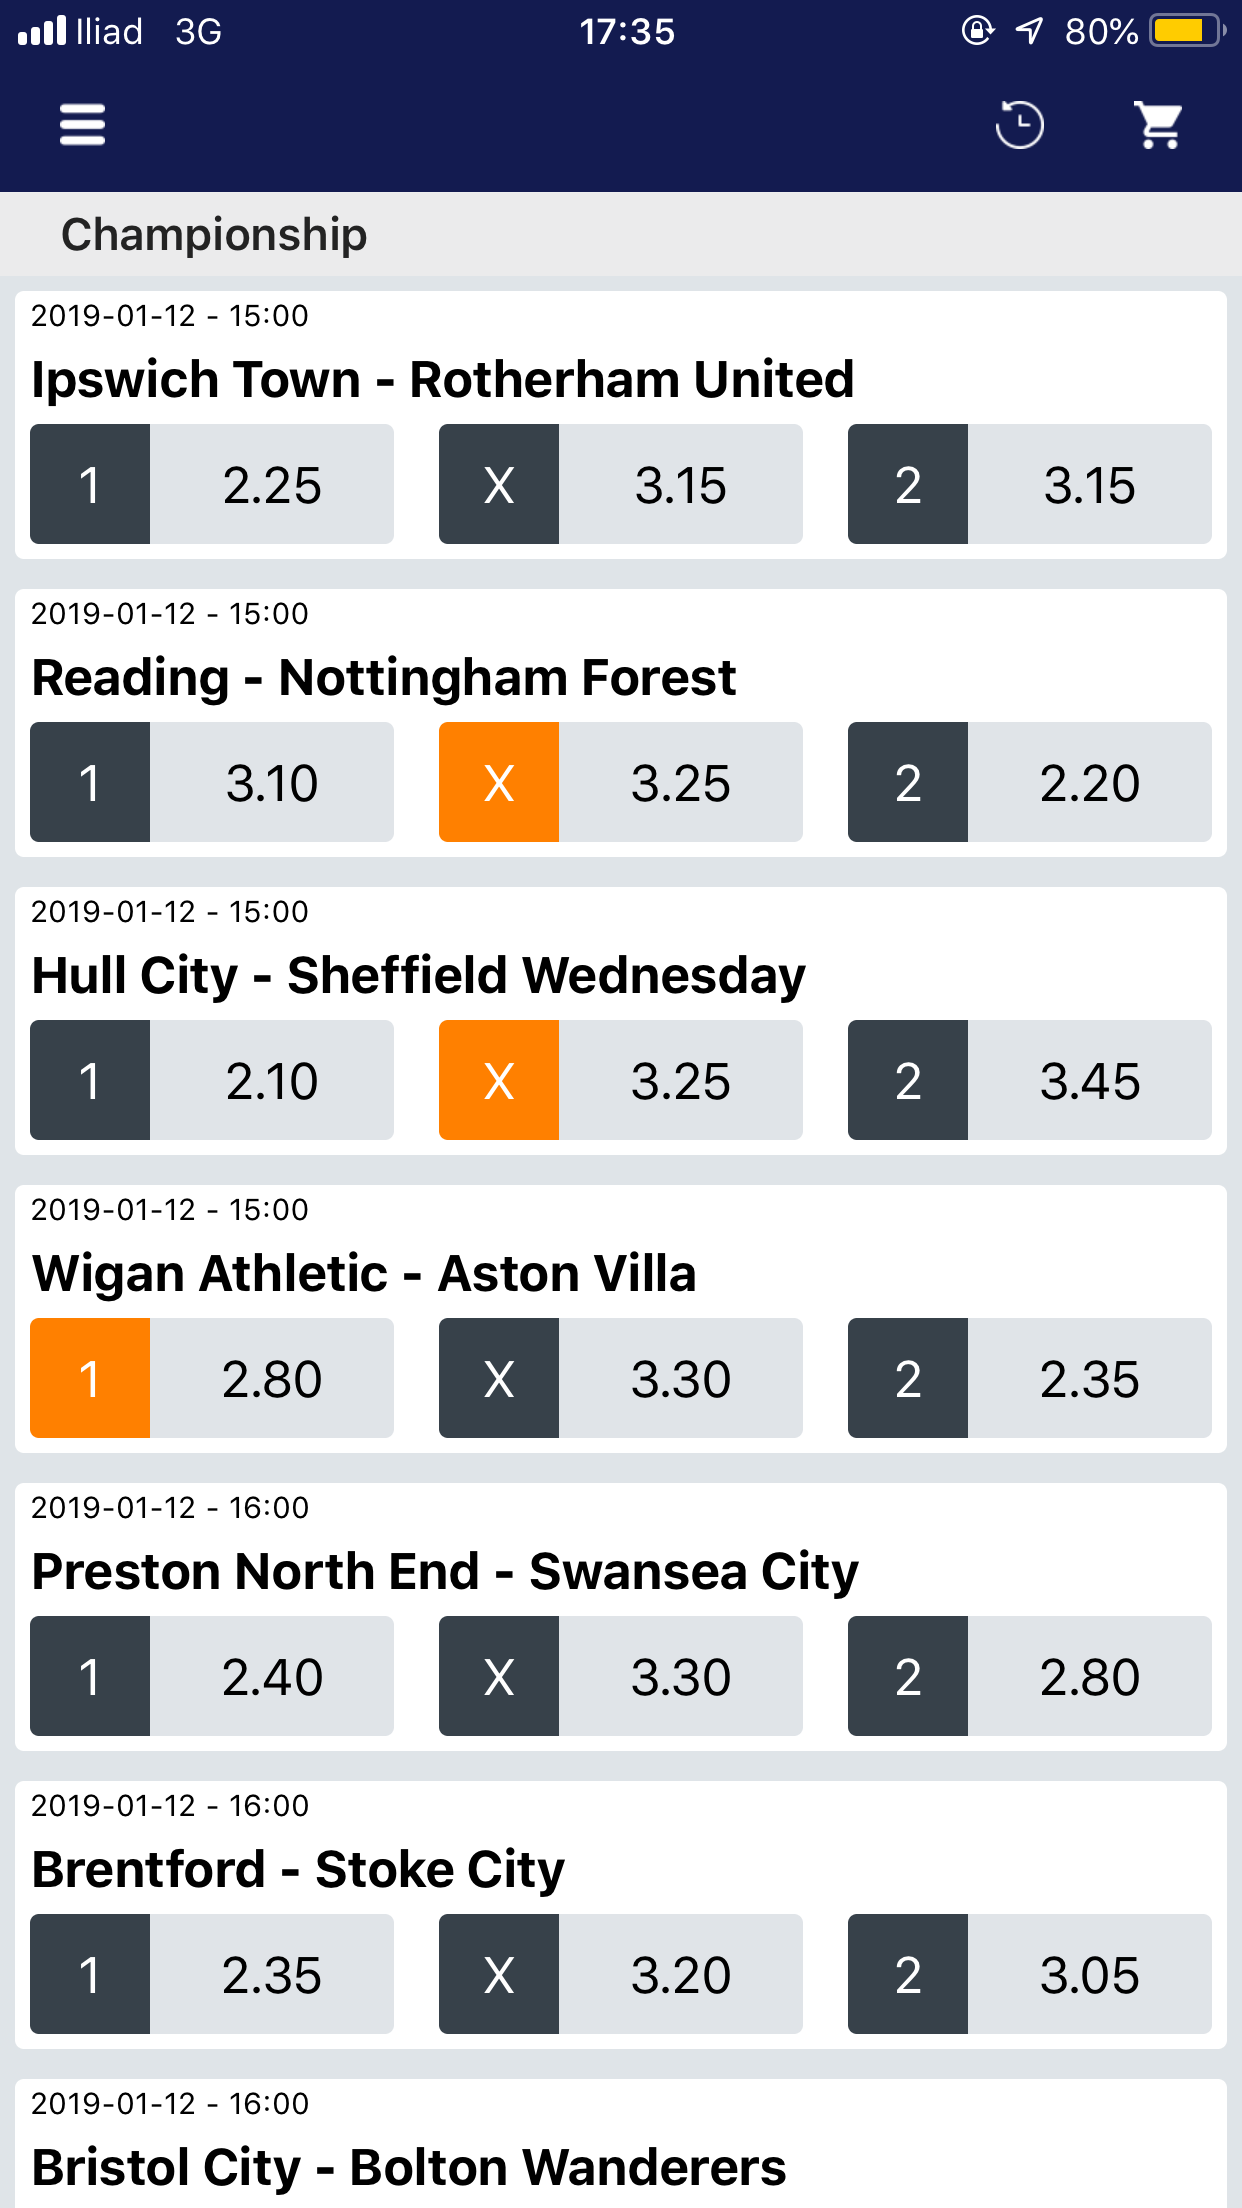 Iliad 3G 17:35 80%
Championship
2019-01-12 - 15:00
Ipswich Town - Rotherham United
1 2.25 X 3.15 2 3.15
2019-01-12 - 15:00
Reading - Nottingham Forest
1 3.10 X 3.25 2 2.20
2019-01-12 - 15:00
Hull City - Sheffield Wednesday
1 2.10 X 3.25 2 3.45
2019-01-12 - 15:00
Wigan Athletic - Aston Villa
1 2.80 X 3.30 2 2.35
2019-01-12 - 16:00
Preston North End - Swansea City
1 2.40 X 3.30 2 2.80
2019-01-12 - 16:00
Brentford - Stoke City
1 2.35 X 3.20 2 3.05
2019-01-12 - 16:00
Bristol City - Bolton Wanderers